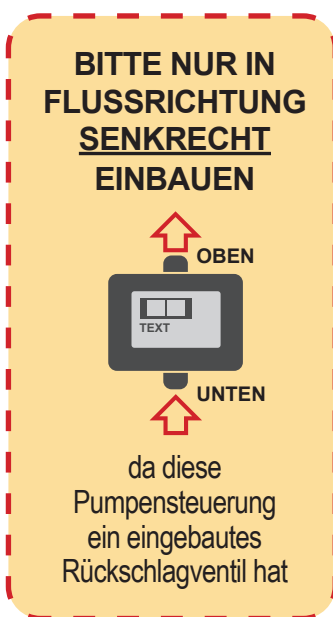 BITTE NUR IN
FLUSSRICHTUNG
SENKRECHT
EINBAUEN
OBEN
TEXT
UNTEN
da diese
Pumpensteuerung
ein eingebautes
Rückschlagventil hat